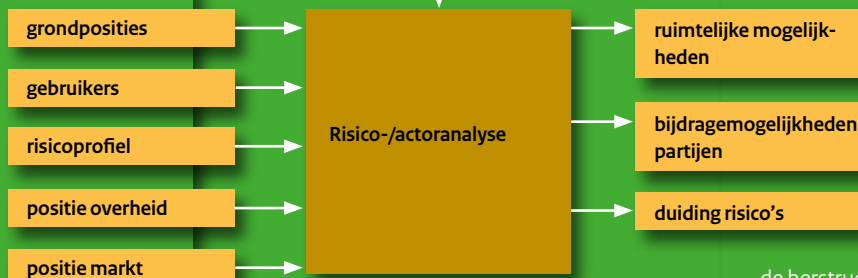 grondposities
gebruikers
risicoprofiel
positie overheid
positie markt
Risico-/actoranalyse
ruimtelijke mogelijk-
heden
bijdragemogelijkheden
partijen
duiding risico's